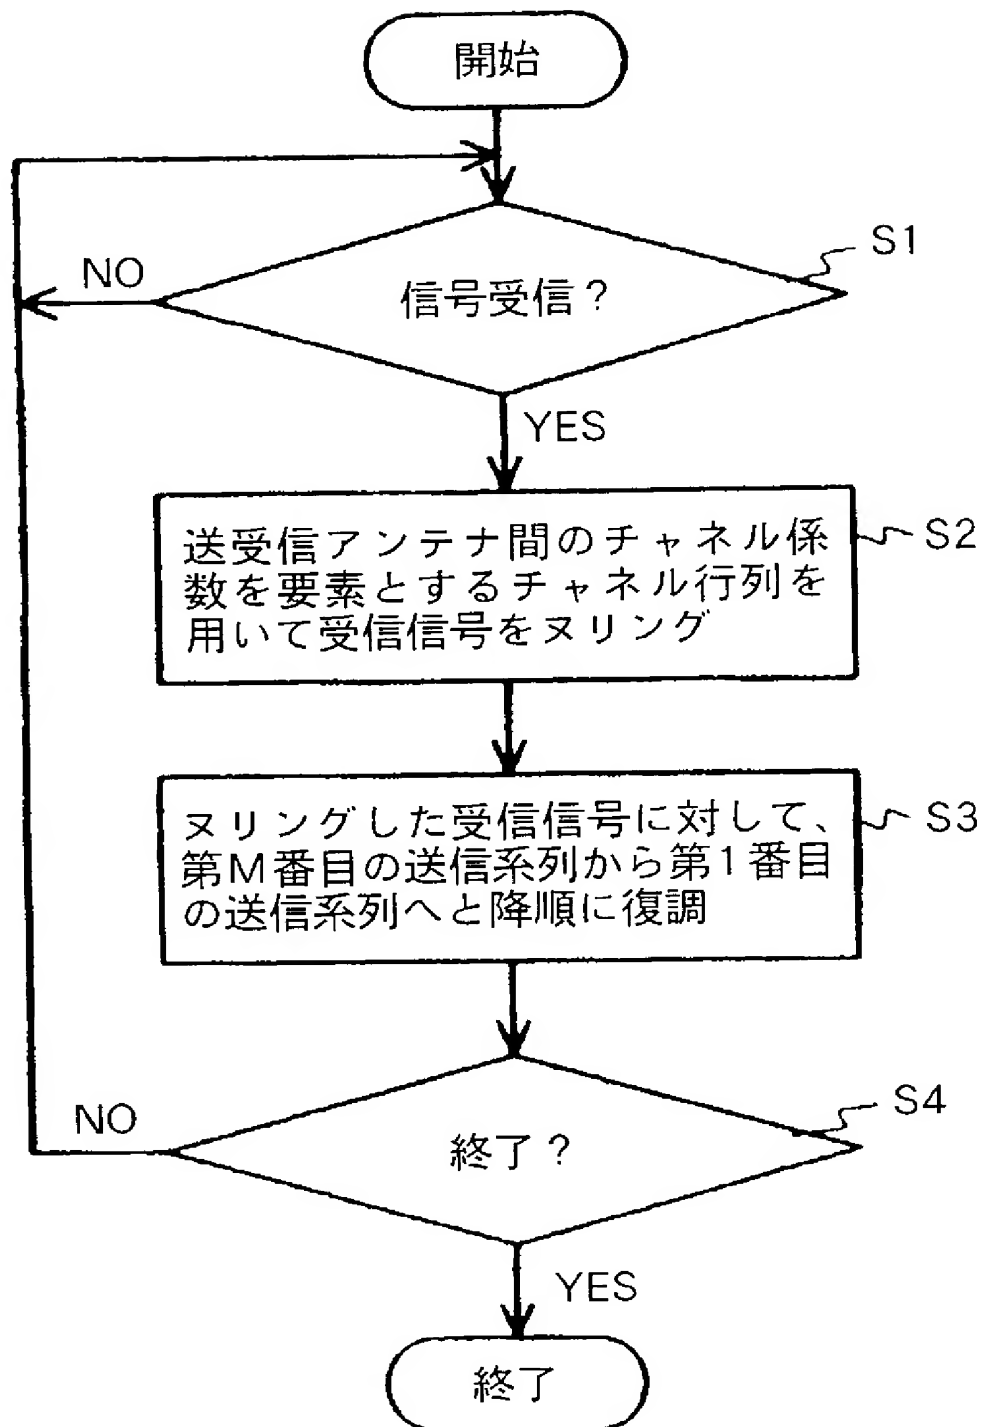 開始
S1
NO
信号受信？
YES
S2
送受信アンテナ間のチャネル係
数を要素とするチャネル行列を
用いて受信信号をヌリング
S3
ヌリングした受信信号に対して、
第M番目の送信系列から第1番目
の送信系列へと降順に復調
S4
NO
終了？
YES
終了